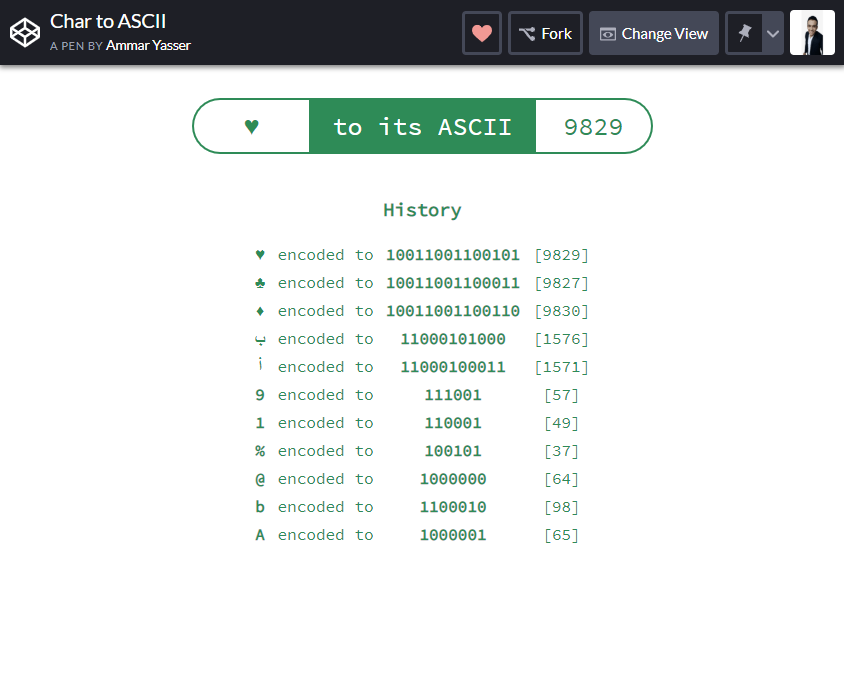 Char to ASCII
A PEN BY Ammar Yasser
Fork
Change View
♥ to its ASCII 9829
History
♥ encoded to 10011001100101 [9829]
♣ encoded to 10011001100011 [9827]
♦ encoded to 10011001100110 [9830]
ب encoded to 11000101000 [1576]
أ encoded to 11000100011 [1571]
9 encoded to 111001 [57]
1 encoded to 110001 [49]
% encoded to 100101 [37]
@ encoded to 1000000 [64]
b encoded to 1100010 [98]
A encoded to 1000001 [65]